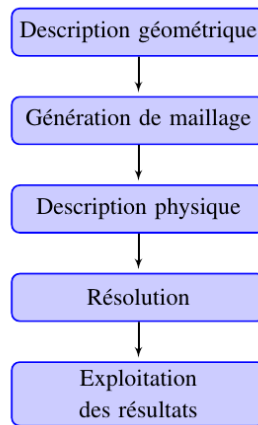 Description géométrique
Génération de maillage
Description physique
Résolution
Exploitation
des résultats